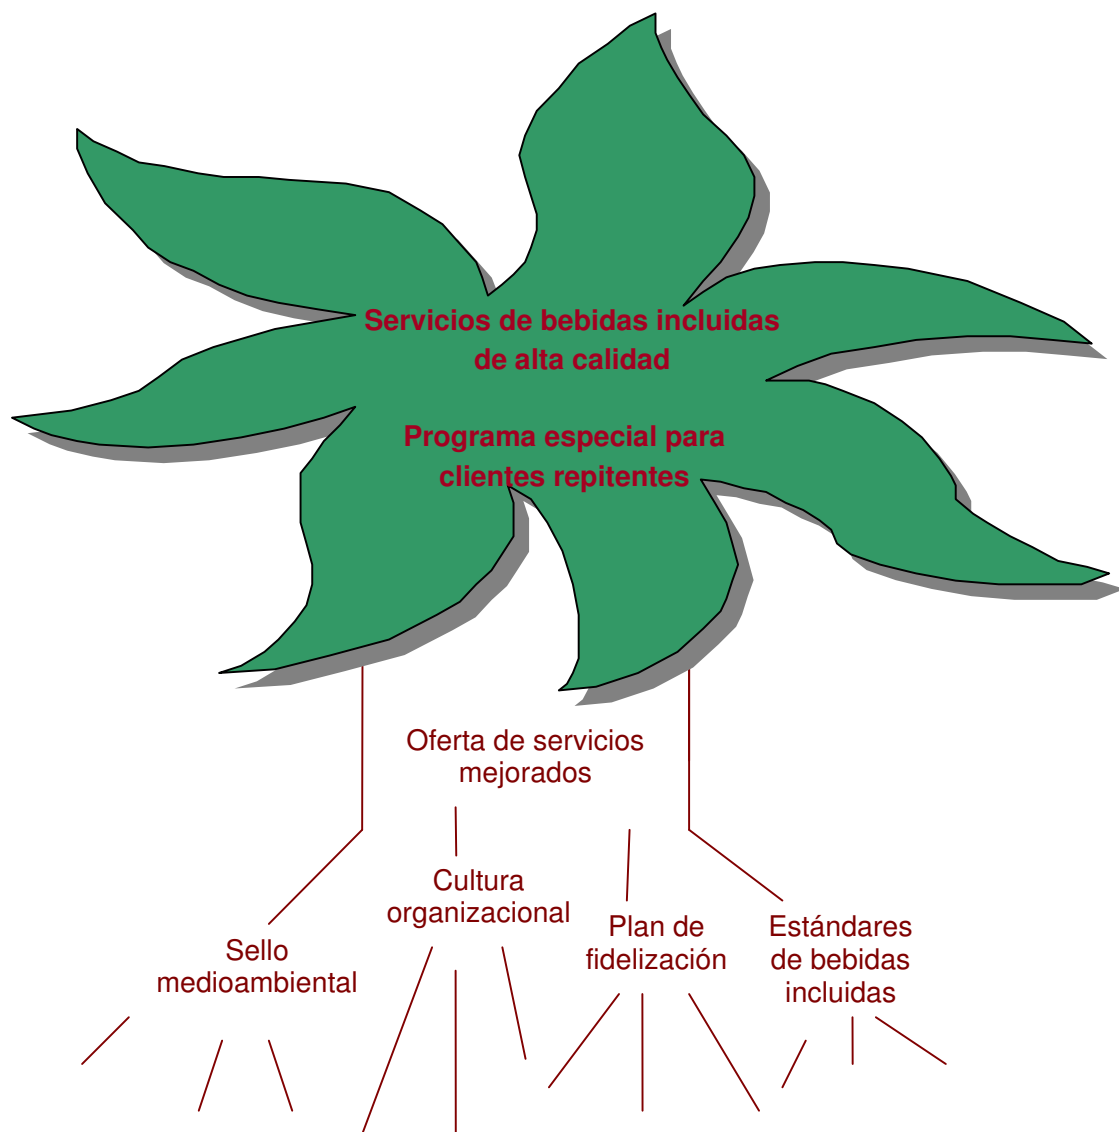 Servicios de bebidas incluidas
de alta calidad
Programa especial para
clientes repitentes
Oferta de servicios
mejorados
Cultura
organizacional
Plan de
fidelización
Estándares
de bebidas
incluidas
Sello
medioambiental